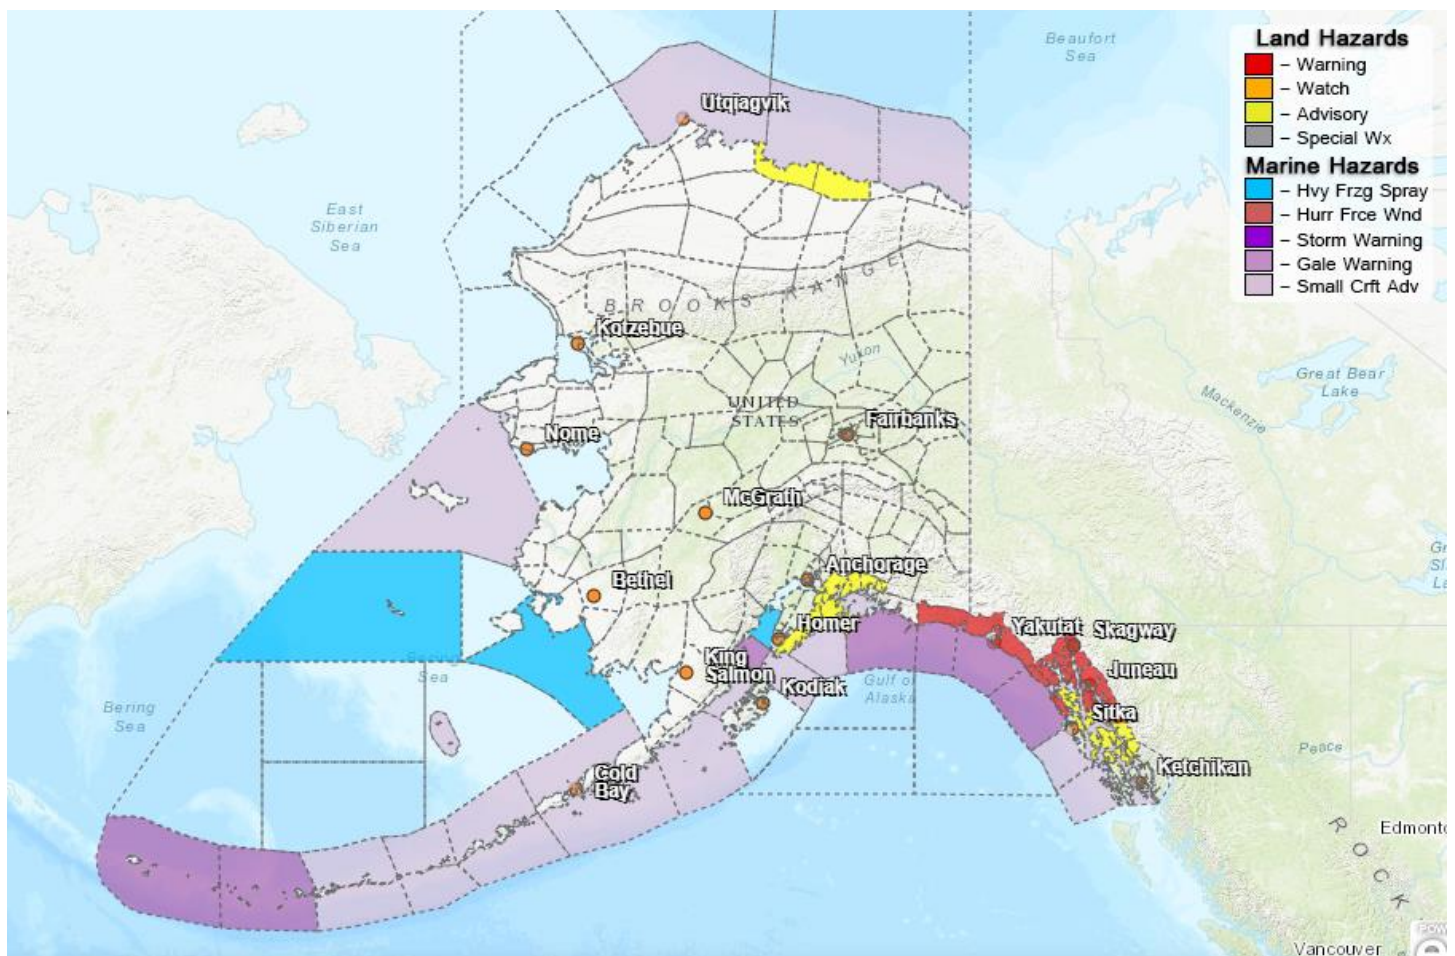 Land Hazards
– Warning
– Watch
– Advisory
– Special Wx
Marine Hazards
– Hvy Frzg Spray
– Hurr Frce Wnd
– Storm Warning
– Gale Warning
– Small Crft Adv
Beaufort
Sea
Utqiagvik
East
Siberian
Sea
BROOKS RANGE
Kotzebue
Yukon
Great Bear
Lake
Mackenzie
UNITED
STATES
Fairbanks
Nome
McGrath
Anchorage
Bethel
Homer
Yakutat
Skagway
King
Salmon
Juneau
Kodiak
Gulf of
Alaska
Sea
Bering
Sea
Sitka
Peace
Ketchikan
Cold
Bay
Edmont
ROCK
Vancouver
POW